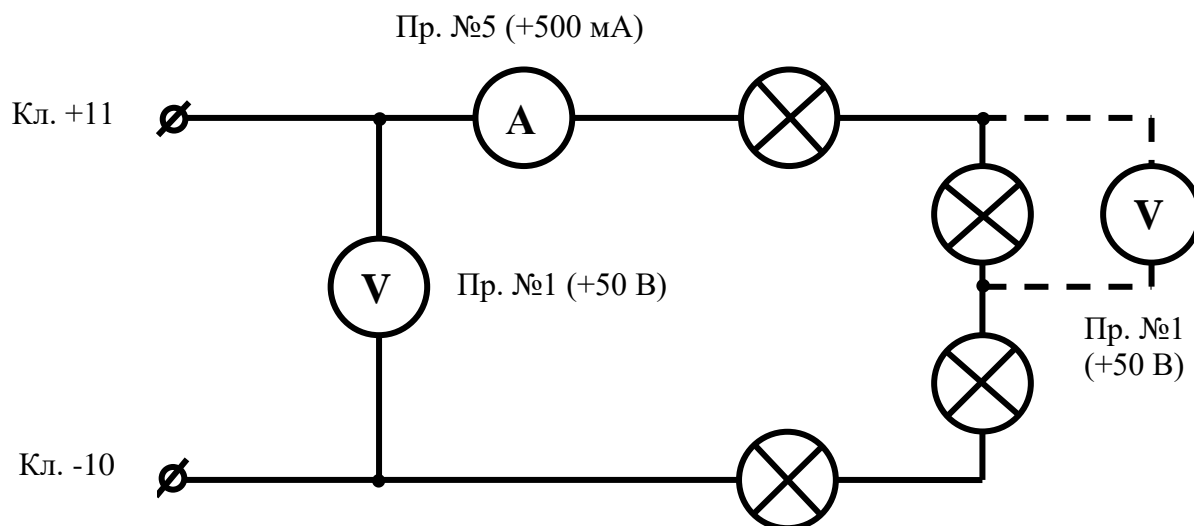 Пр. №5 (+500 мА)
Кл. +11
A
V
V
Пр. №1 (+50 В)
Пр. №1
(+50 В)
Кл. -10